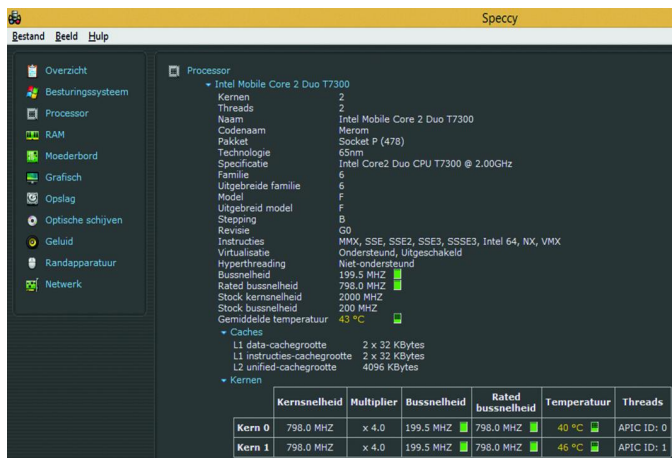 Speccy
Bestand Beeld Hulp
Overzicht
Besturingssysteem
Processor
RAM
Moederbord
Grafisch
Opslag
Optische schijven
Geluid
Randapparatuur
Netwerk
Processor
Intel Mobile Core 2 Duo T7300
Kernen 2
Threads 2
Naam Intel Mobile Core 2 Duo T7300
Codenaam Merom
Pakket Socket P (478)
Technologie 65nm
Specificatie Intel Core2 Duo CPU T7300 @ 2.00GHz
Familie 6
Uitgebreide familie 6
Model F
Uitgebreid model F
Stepping B
Revisie G0
Instructies MMX, SSE, SSE2, SSE3, SSSE3, Intel 64, NX, VMX
Virtualisatie Ondersteund, Uitgeschakeld
Hyperthreading Niet-ondersteund
Bussnelheid 199.5 MHZ
Rated bussnelheid 798.0 MHZ
Stock kernsnelheid 2000 MHZ
Stock bussnelheid 200 MHZ
Gemiddelde temperatuur 43 °C
Caches
L1 data-cachegrootte 2 x 32 KBytes
L1 instructies-cachegrootte 2 x 32 KBytes
L2 unified-cachegrootte 4096 KBytes
Kernen
Kernsnelheid Multiplier Bussnelheid Rated bussnelheid Temperatuur Threads
Kern 0 798.0 MHZ x 4.0 199.5 MHZ 798.0 MHZ 40 °C APIC ID: 0
Kern 1 798.0 MHZ x 4.0 199.5 MHZ 798.0 MHZ 46 °C APIC ID: 1